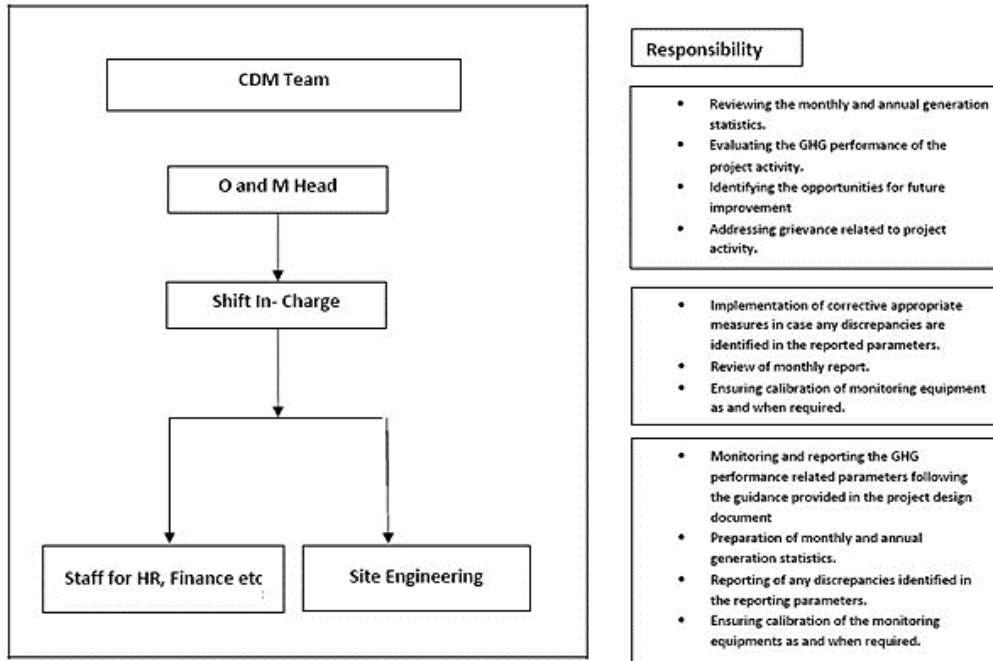 CDM Team
O and M Head
Shift In- Charge
Staff for HR, Finance etc
Site Engineering
Responsibility
• Reviewing the monthly and annual generation
statistics.
• Evaluating the GHG performance of the
project activity.
• Identifying the opportunities for future
improvement
• Addressing grievance related to project
activity.
• Implementation of corrective appropriate
measures in case any discrepancies are
identified in the reported parameters.
• Review of monthly report.
• Ensuring calibration of monitoring equipment
as and when required.
• Monitoring and reporting the GHG
performance related parameters following
the guidance provided in the project design
document
• Preparation of monthly and annual
generation statistics.
• Reporting of any discrepancies identified in
the reporting parameters.
• Ensuring calibration of the monitoring
equipments as and when required.